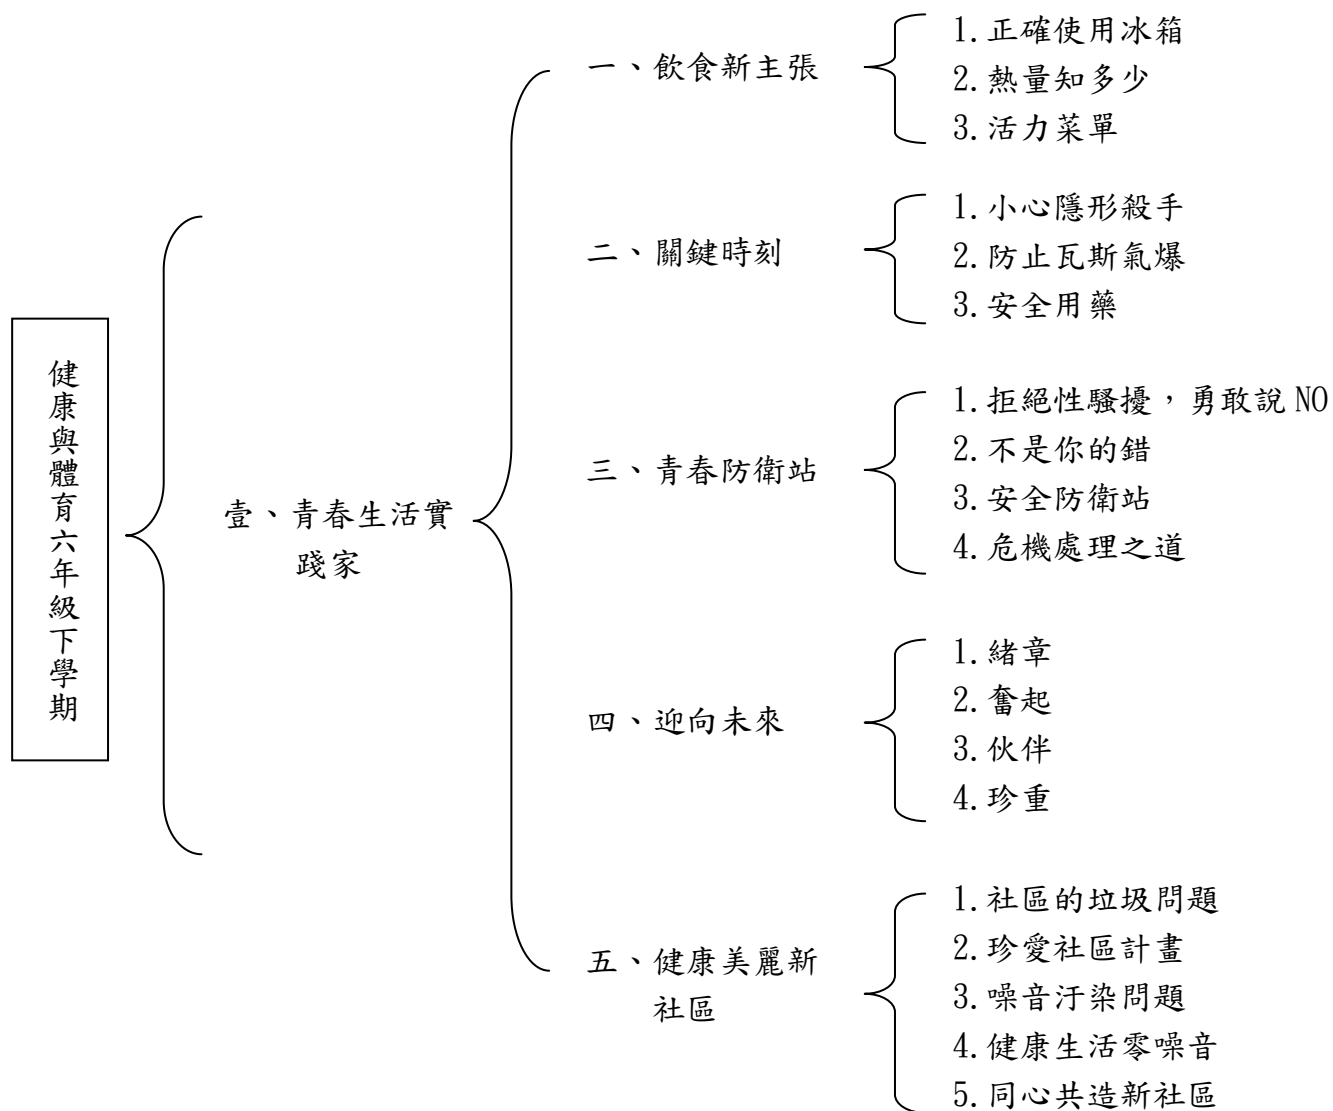 健康與體育六年級下學期
壹、青春生活實
踐家
一、飲食新主張
1.正確使用冰箱
2.熱量知多少
3.活力菜單
二、關鍵時刻
1.小心隱形殺手
2.防止瓦斯氣爆
3.安全用藥
三、青春防衛站
1.拒絕性騷擾，勇敢說 NO
2.不是你的錯
3.安全防衛站
4.危機處理之道
四、迎向未來
1.緒章
2.奮起
3.伙伴
4.珍重
五、健康美麗新
社區
1.社區的垃圾問題
2.珍愛社區計畫
3.噪音汙染問題
4.健康生活零噪音
5.同心共造新社區